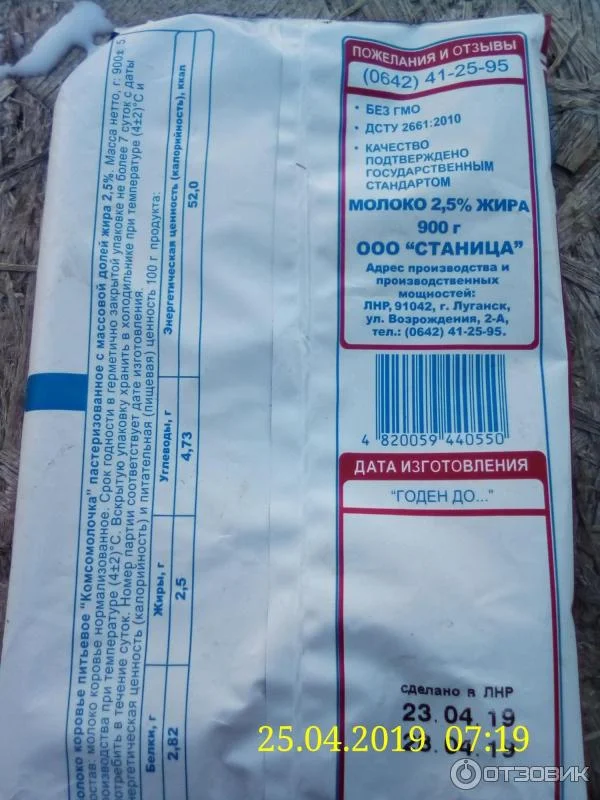 олоко коровье питьевое "Комсомолочка" пастеризованное с массовой долей жира 2,5%. Масса нетто, г: 900± 5
остав: молоко коровье нормализованное. Срок годности в герметично закрытой упаковке не более 7 суток с даты
роизводства при температуре (4±2)°С. Вскрытую упаковку хранить в холодильнике при температуре (4±2)°С и
отребить в течение суток. Номер партии соответствует дате изготовления.
нергетическая ценность (калорийность) и питательная (пищевая) ценность 100 г продукта:
Белки, г Жиры, г Углеводы, г Энергетическая ценность (калорийность), ккал
2,82 2,5 4,73 52,0
ПОЖЕЛАНИЯ И ОТЗЫВЫ
(0642) 41-25-95
• БЕЗ ГМО
• ДСТУ 2661:2010
• КАЧЕСТВО
ПОДТВЕРЖДЕНО
ГОСУДАРСТВЕННЫМ
СТАНДАРТОМ
МОЛОКО 2,5% ЖИРА
900 г
ООО "СТАНИЦА"
Адрес производства и
производственных
мощностей:
ЛНР, 91042, г. Луганск,
ул. Возрождения, 2-А,
тел.: (0642) 41-25-95.
4 820059 440550
ДАТА ИЗГОТОВЛЕНИЯ
"ГОДЕН ДО..."
сделано в ЛНР
23.04.19
25.04.2019 07:19
ОТЗОВИК